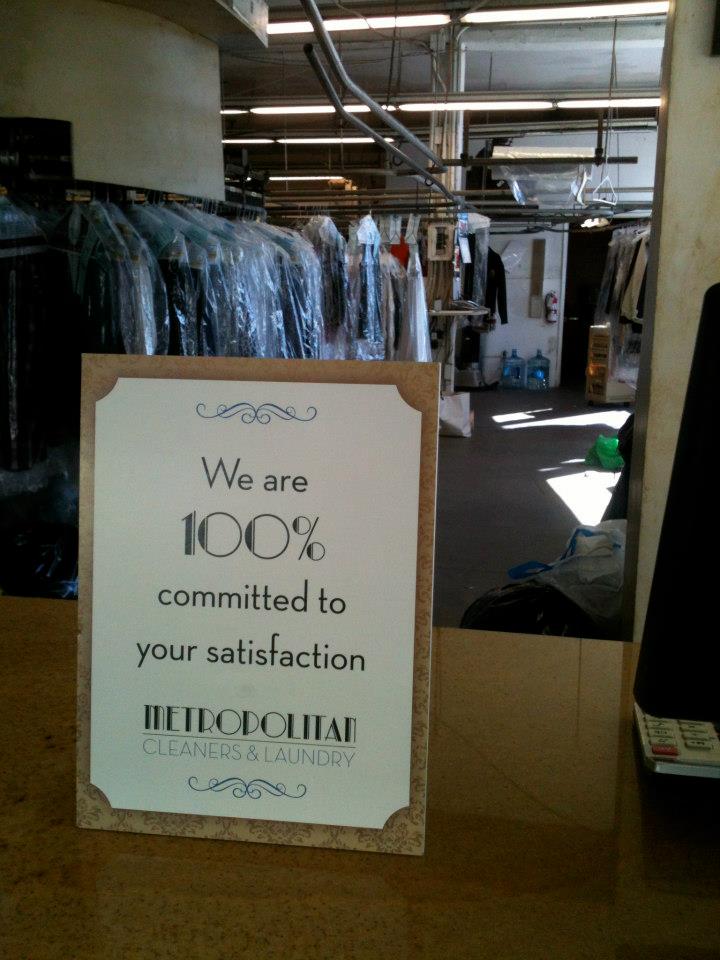 We are
100%
committed to
your satisfaction
METROPOLITAN
CLEANERS & LAUNDRY